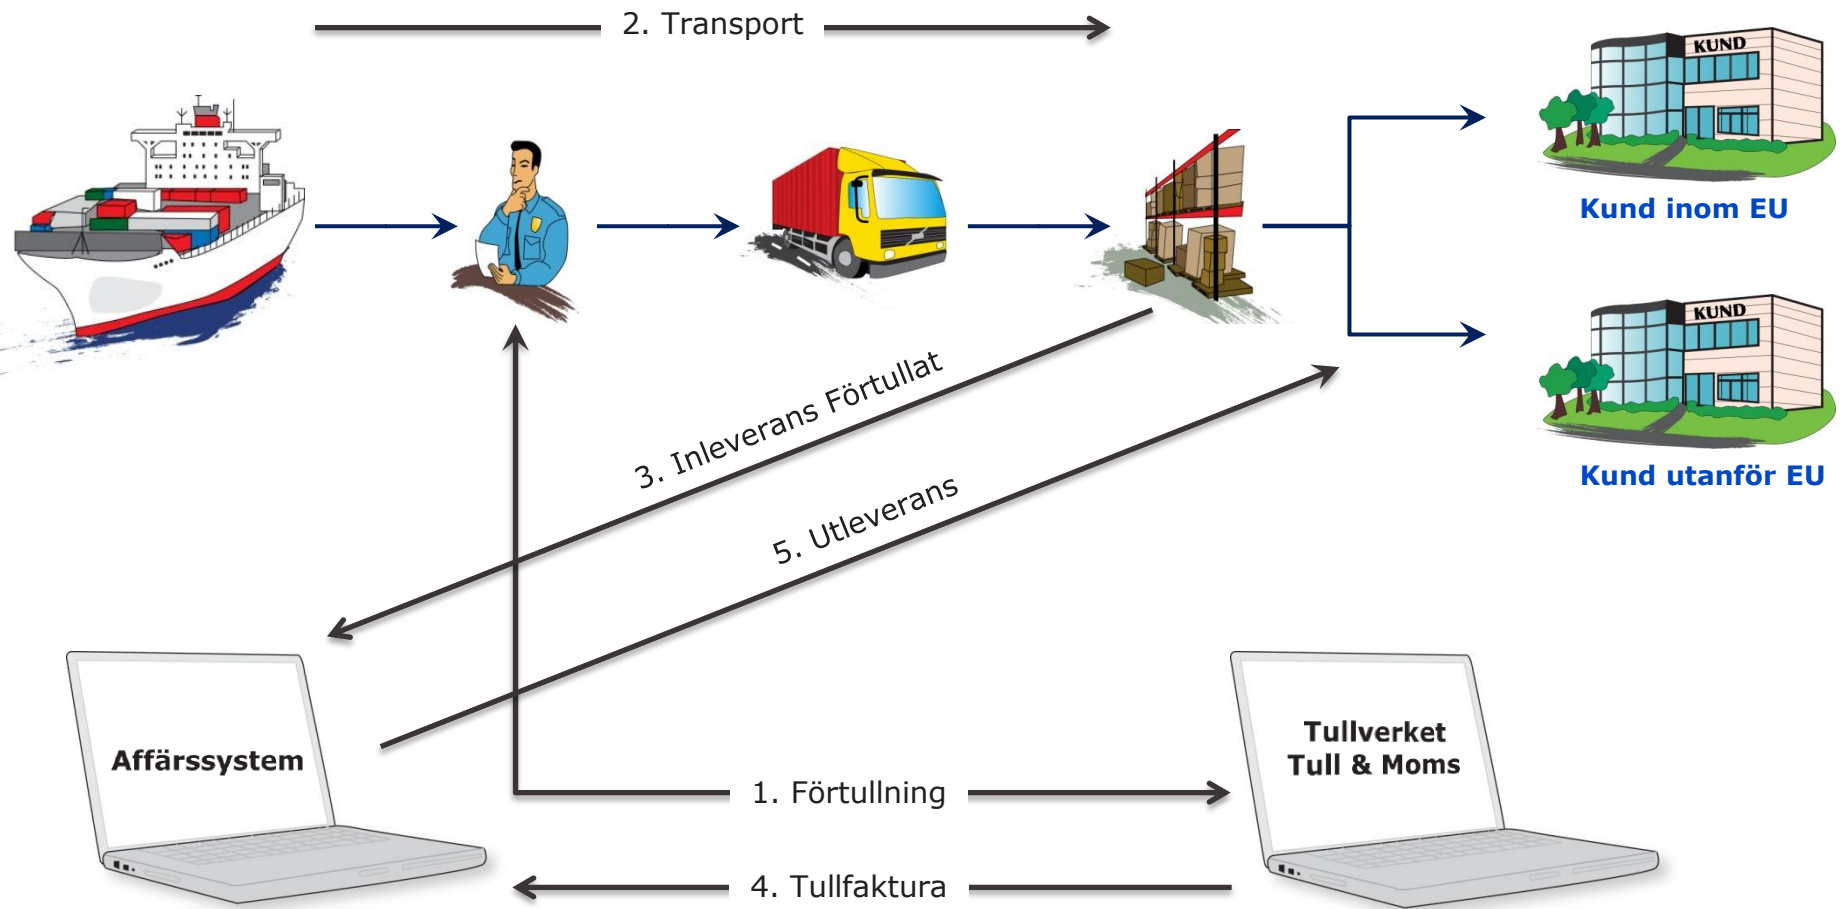 2. Transport
KUND
Kund inom EU
KUND
Kund utanför EU
3. Inleverans Förtullat
5. Utleverans
Affärssystem
Tullverket
Tull & Moms
1. Förtullning
4. Tullfaktura